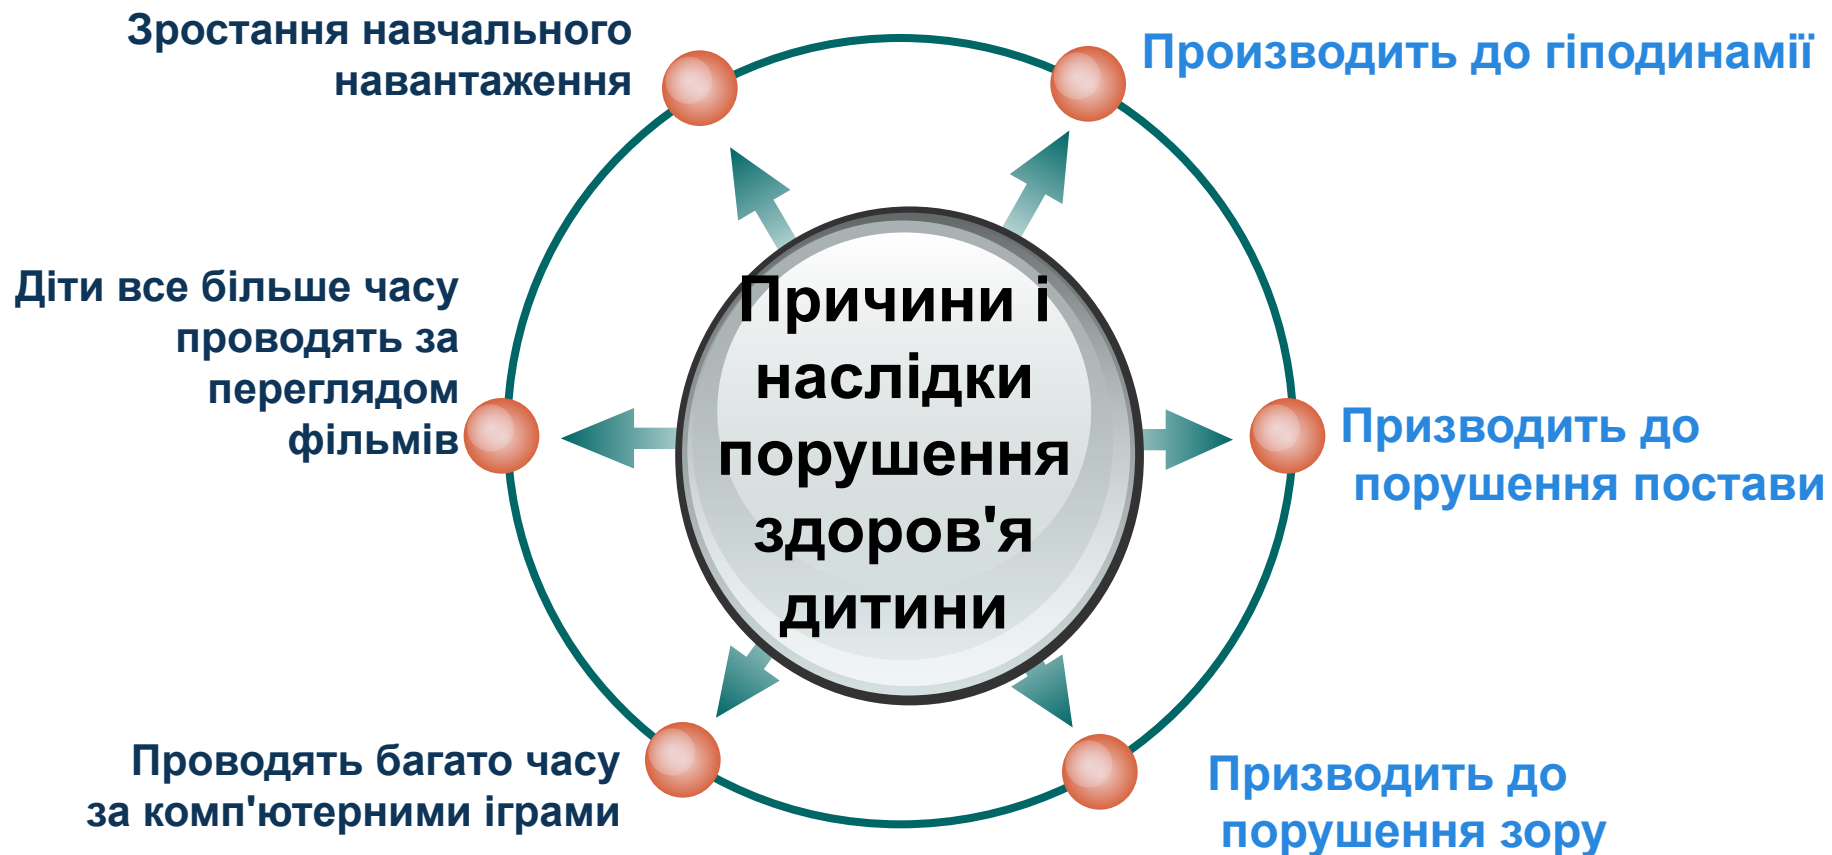 Зростання навчального
навантаження
Производить до гіподинамії
Діти все більше часу
проводять за
переглядом
фільмів
Причини і
наслідки
порушення
здоров'я
дитини
Призводить до
порушення постави
Проводять багато часу
за комп'ютерними іграми
Призводить до
порушення зору